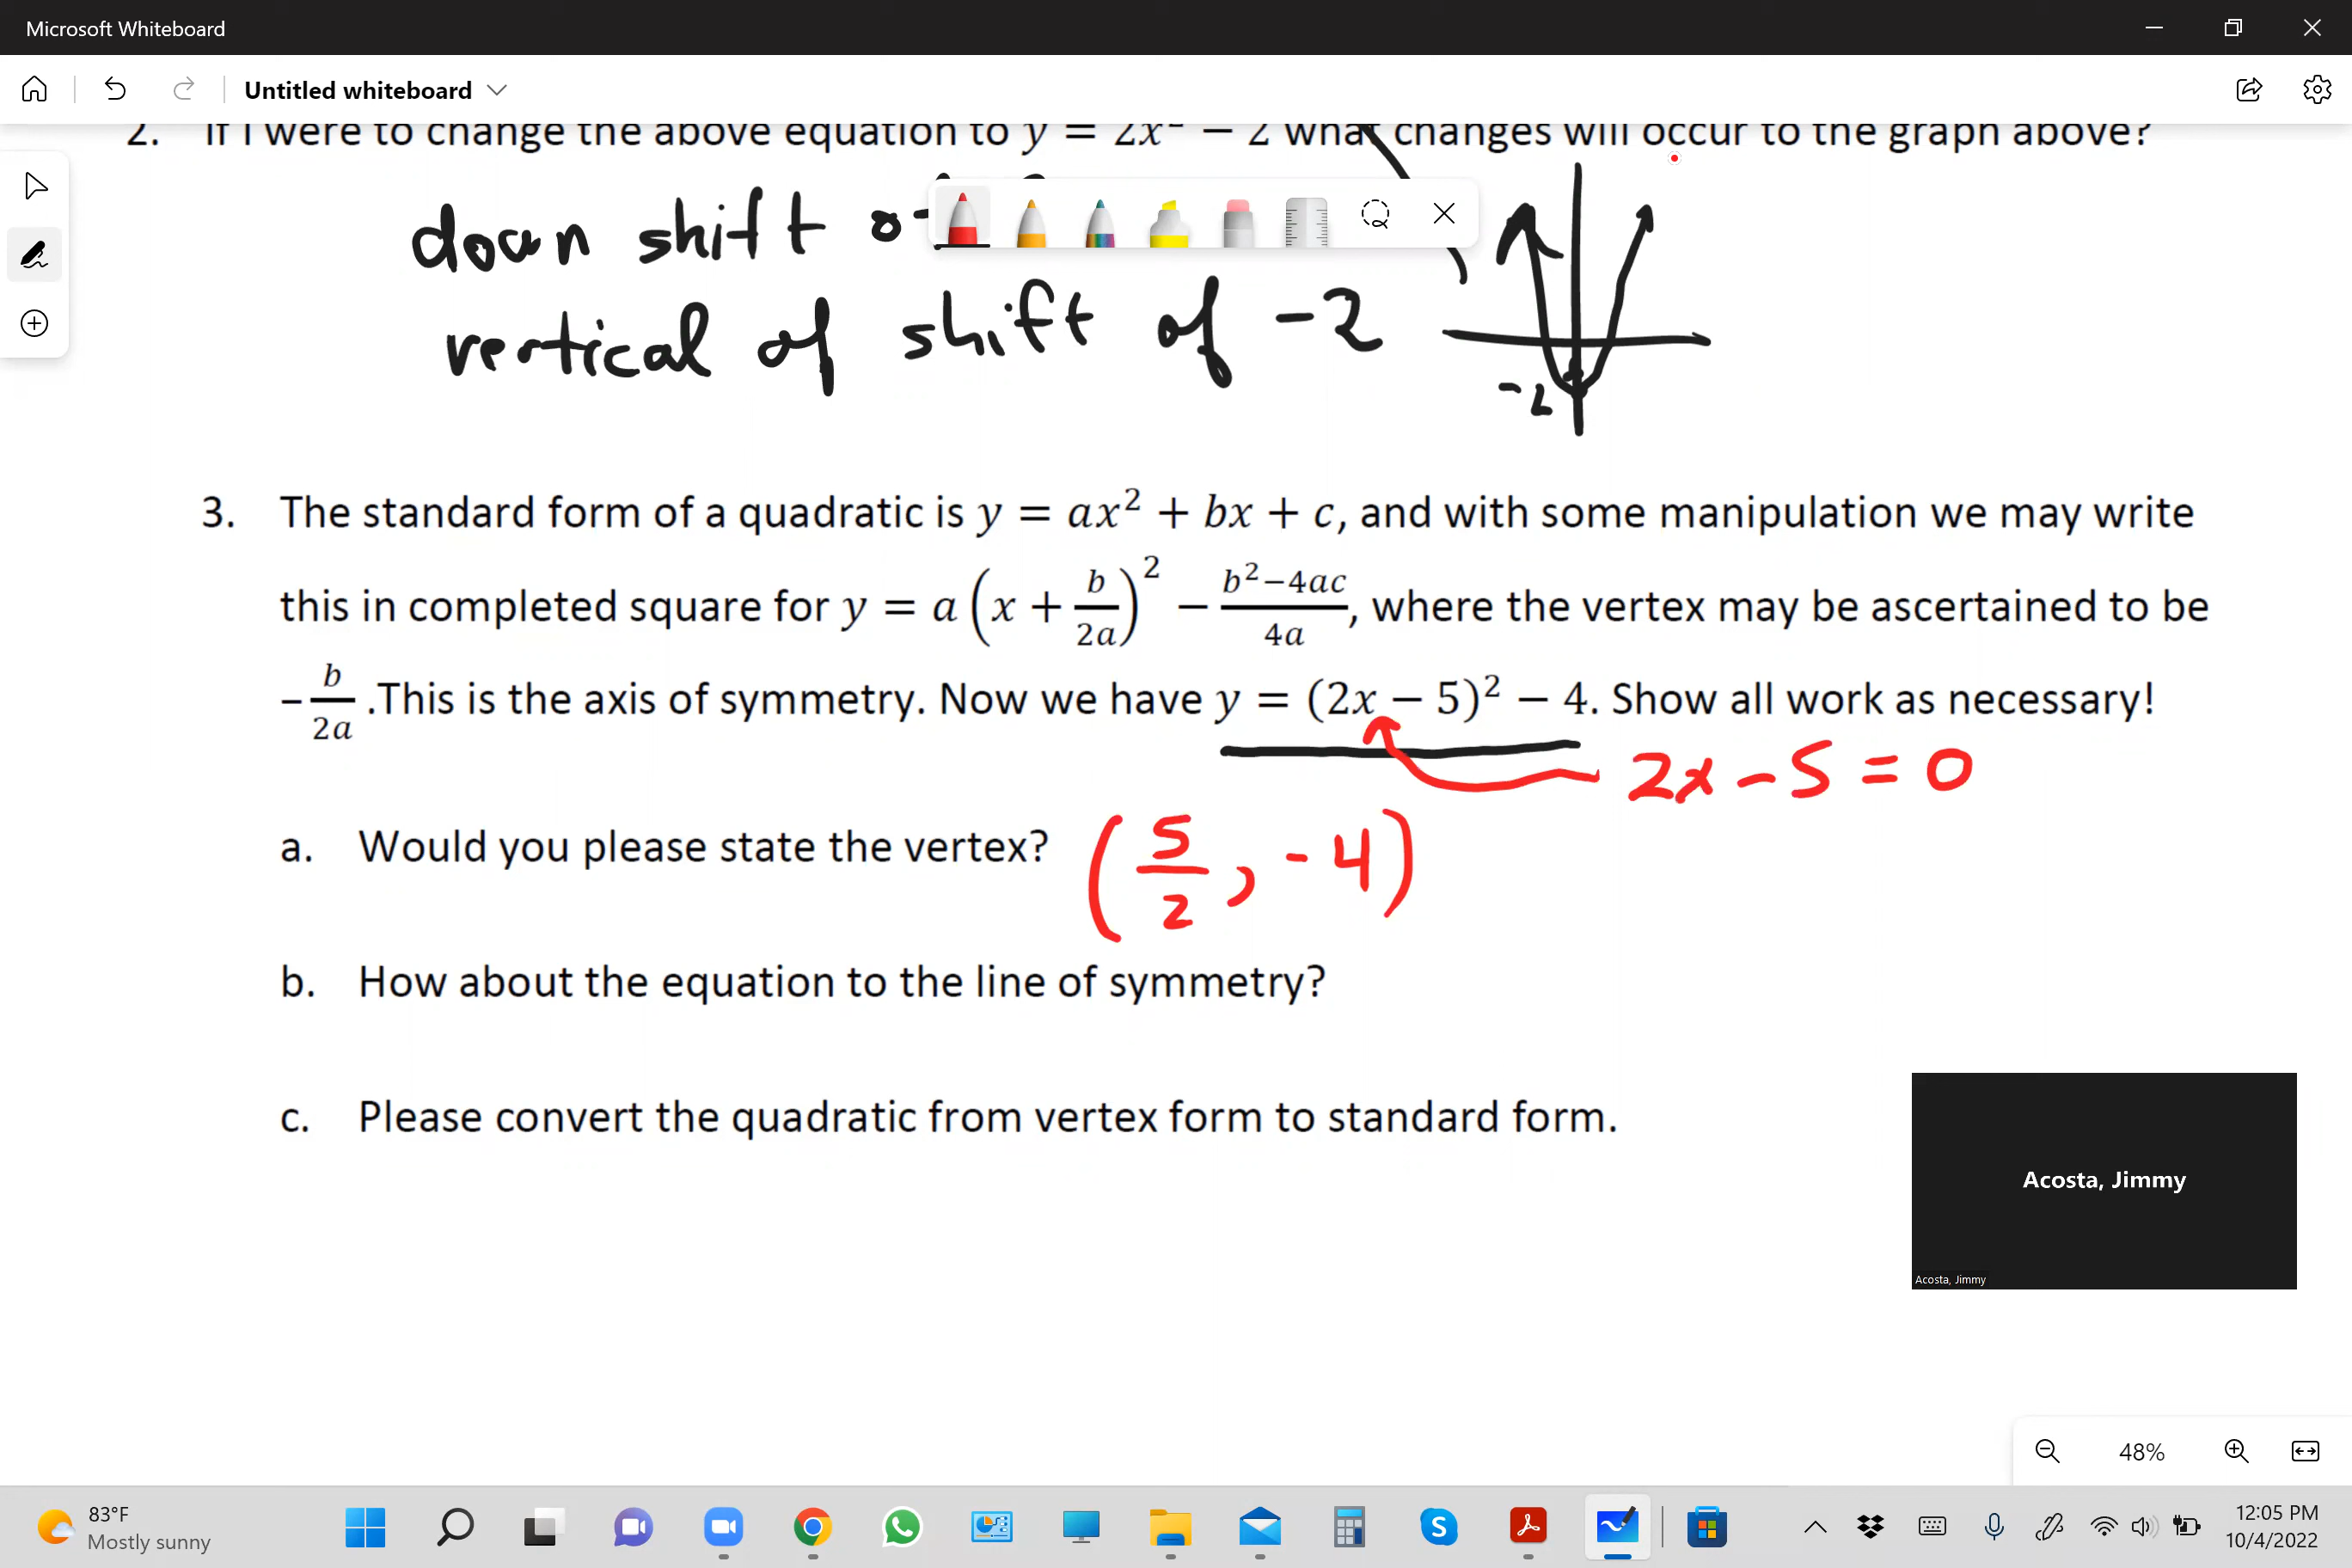 Microsoft Whiteboard
Untitled whiteboard
2. If I were to change the above equation to y = 2x² − 2 what changes will occur to the graph above?
down shift
vertical of shift of -2
-2
3. The standard form of a quadratic is y = ax² + bx + c, and with some manipulation we may write
this in completed square for y = a(x + b/2a)² − (b²−4ac)/4a, where the vertex may be ascertained to be
−b/2a .This is the axis of symmetry. Now we have y = (2x − 5)² − 4. Show all work as necessary!
2x - 5 = 0
a. Would you please state the vertex? (5/2, -4)
b. How about the equation to the line of symmetry?
c. Please convert the quadratic from vertex form to standard form.
Acosta, Jimmy
Acosta, Jimmy
48%
83°F
Mostly sunny
12:05 PM
10/4/2022